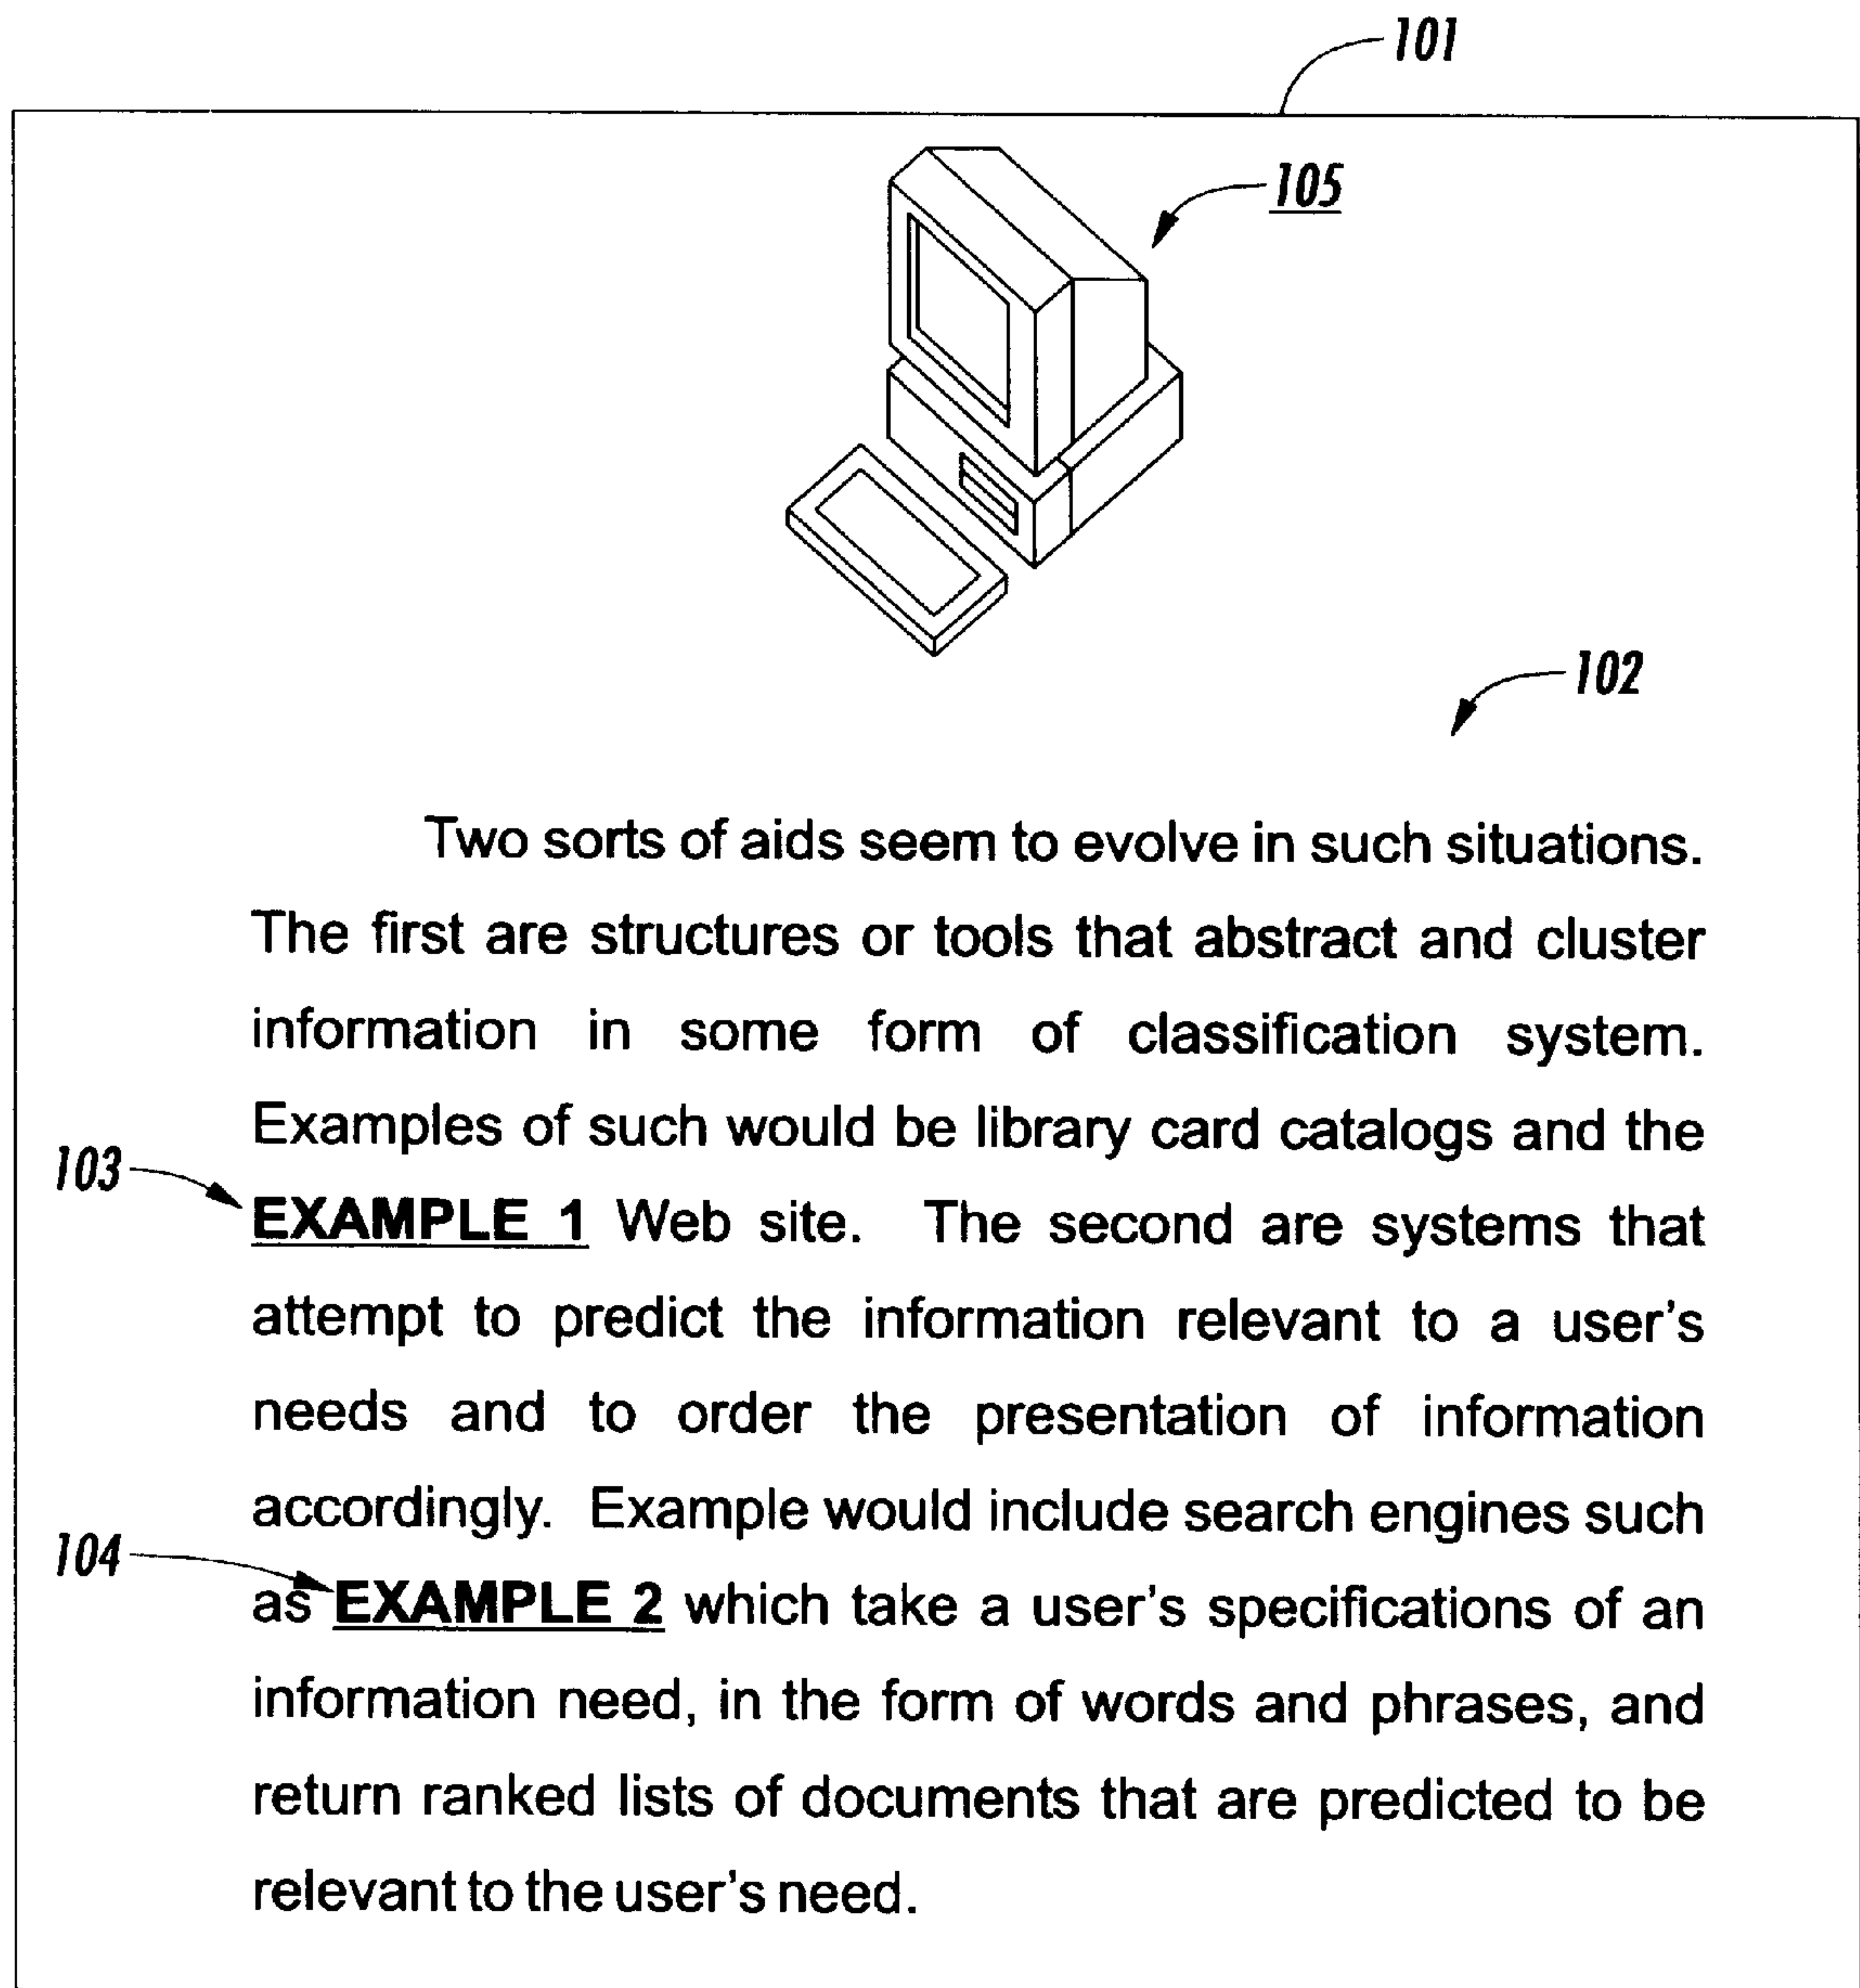 101
105
102
Two sorts of aids seem to evolve in such situations.
The first are structures or tools that abstract and cluster
information in some form of classification system.
Examples of such would be library card catalogs and the
103
EXAMPLE 1 Web site. The second are systems that
attempt to predict the information relevant to a user's
needs and to order the presentation of information
accordingly. Example would include search engines such
104
as EXAMPLE 2 which take a user's specifications of an
information need, in the form of words and phrases, and
return ranked lists of documents that are predicted to be
relevant to the user's need.